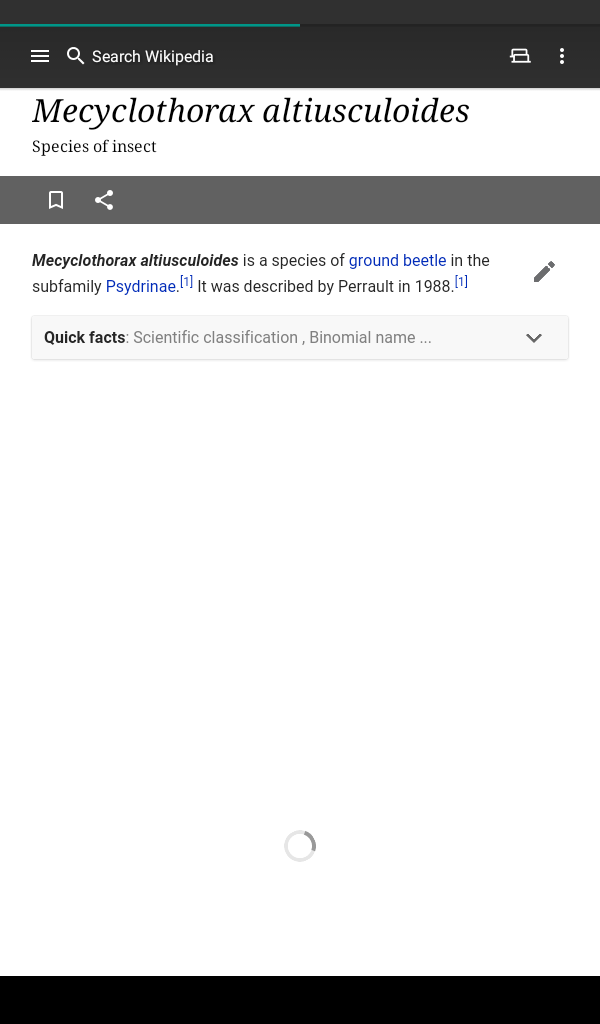 Search Wikipedia
Mecyclothorax altiusculoides
Species of insect
Mecyclothorax altiusculoides is a species of ground beetle in the
subfamily Psydrinae.[1] It was described by Perrault in 1988.[1]
Quick facts: Scientific classification , Binomial name ...